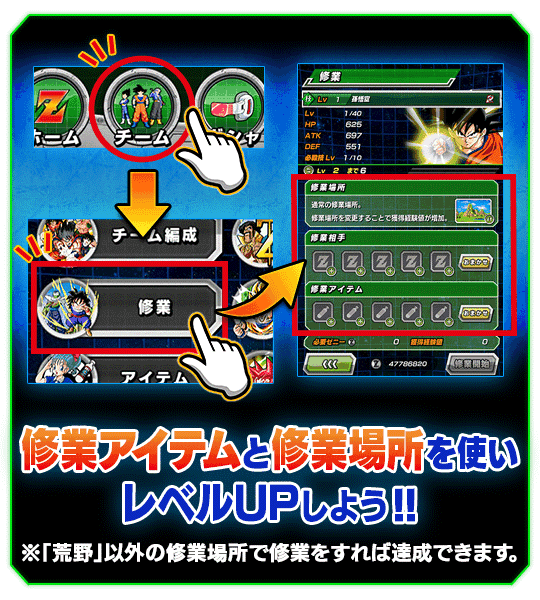 ホーム
チーム
ガシャ
チーム編成
修業
アイテム
修業
Lv 1 孫悟空
Lv 1/40
HP 625
ATK 697
DEF 551
必殺技Lv 1/10
Lv 2 まで 6
修業場所
通常の修業場所。
修業場所を変更することで獲得経験値が増加。
修業相手
おまかせ
修業アイテム
おまかせ
必要ゼニー 0 獲得経験値 0
47786820
修業開始
修業アイテムと修業場所を使い
レベルUPしよう!!
※「荒野」以外の修業場所で修業をすれば達成できます。